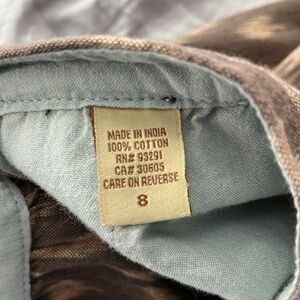 MADE IN INDIA
100% COTTON
RN# 93291
CA# 30605
CARE ON REVERSE
8